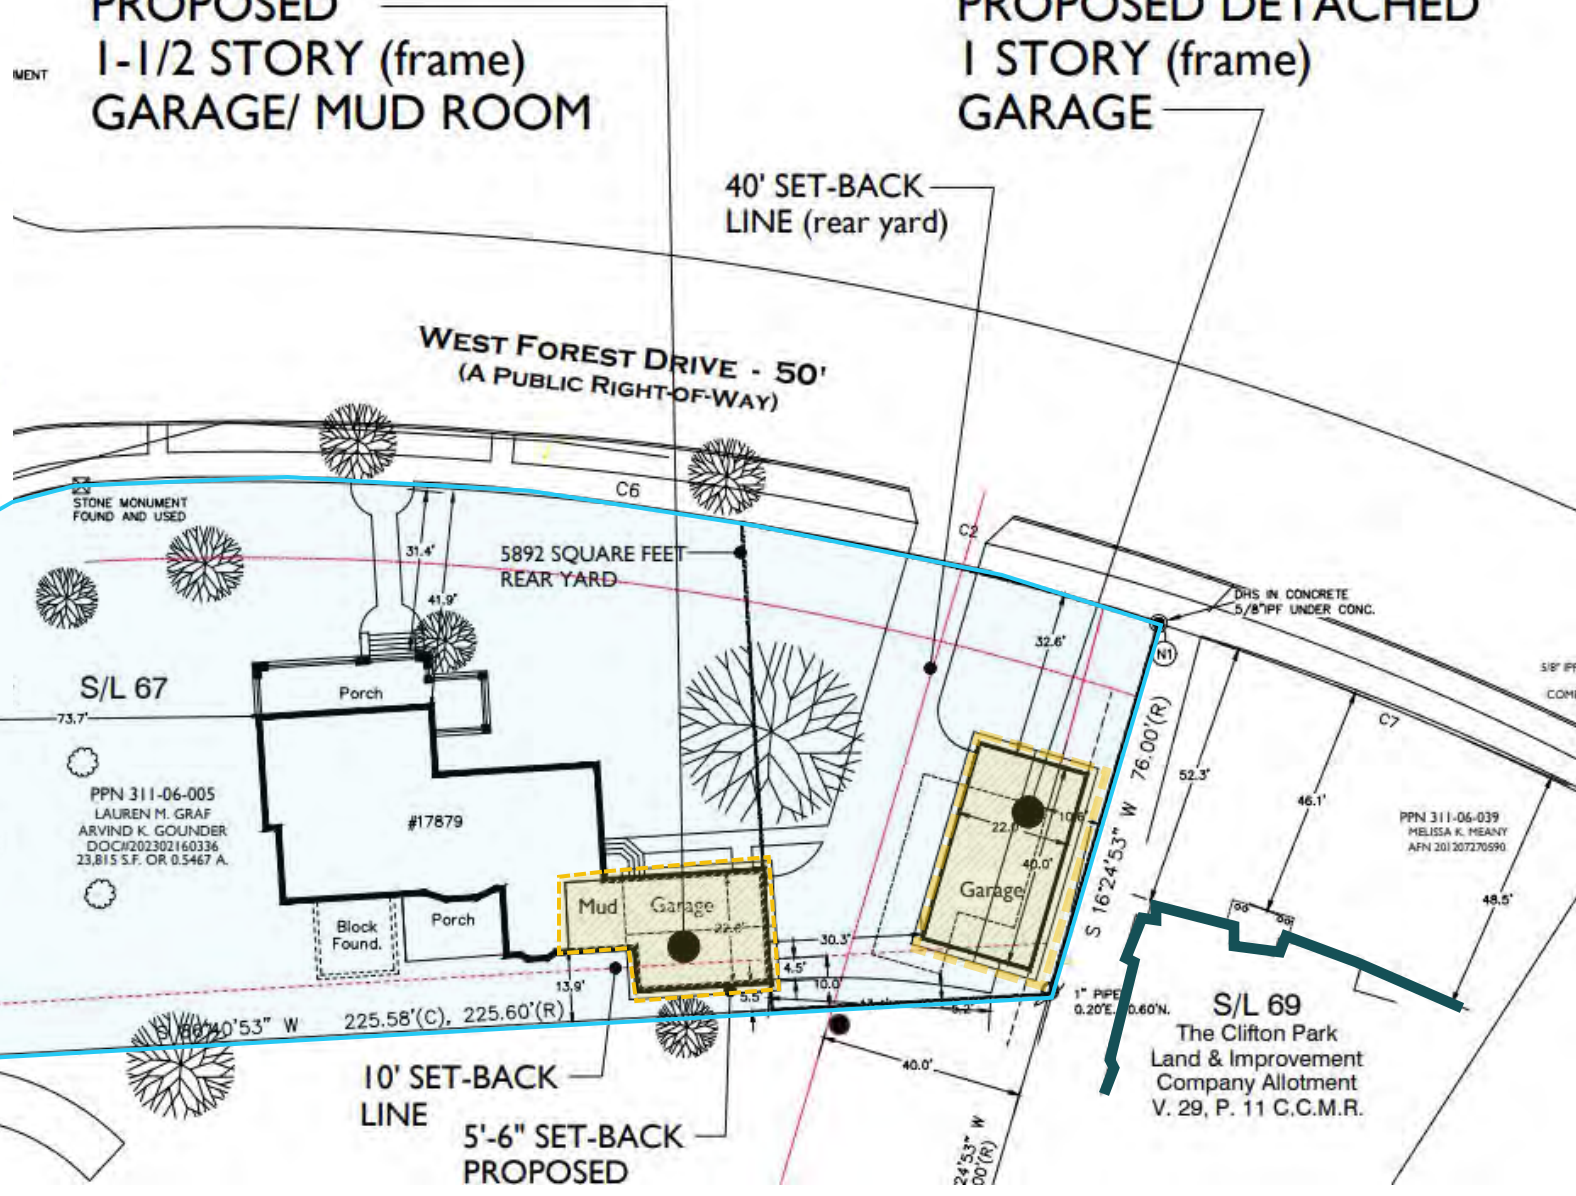 PROPOSED
1-1/2 STORY (frame)
GARAGE/ MUD ROOM
PROPOSED DETACHED
1 STORY (frame)
GARAGE
40' SET-BACK
LINE (rear yard)
WEST FOREST DRIVE - 50'
(A PUBLIC RIGHT-OF-WAY)
STONE MONUMENT
FOUND AND USED
C6
C2
5892 SQUARE FEET
REAR YARD
31.4'
41.9'
DHS IN CONCRETE
5/8"IPF UNDER CONC.
32.6'
N1
S/L 67
Porch
73.7'
C7
76.00'(R)
S 16°24'53" W
52.3'
46.1'
48.5'
PPN 311-06-005
LAUREN M. GRAF
ARVIND K. GOUNDER
DOC#202302160336
23,815 S.F. OR 0.5467 A.
#17879
PPN 311-06-039
MELISSA K. MEANY
AFN 201207270590
40.0'
Garage
Mud
Garage
Block
Found.
Porch
30.3'
4.5'
10.0'
5.5'
5.2'
13.9'
225.58'(C), 225.60'(R)
1" PIPE
S/L 69
The Clifton Park
Land & Improvement
Company Allotment
V. 29, P. 11 C.C.M.R.
40.0'
10' SET-BACK
LINE
5'-6" SET-BACK
PROPOSED